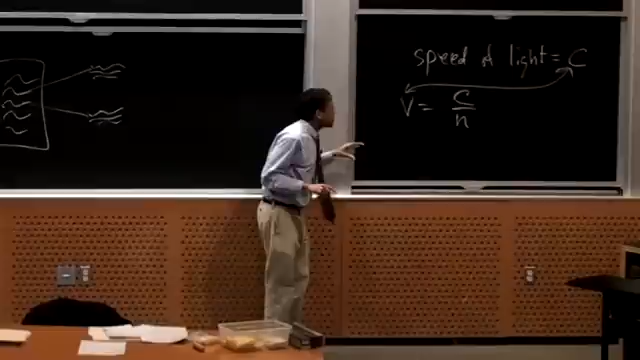 speed of light = C
V = C/n